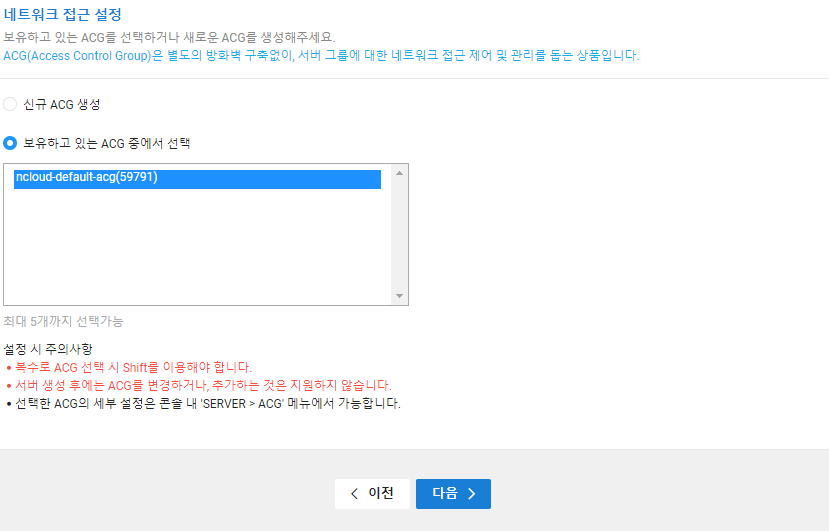 네트워크 접근 설정
보유하고 있는 ACG를 선택하거나 새로운 ACG를 생성해주세요.
ACG(Access Control Group)은 별도의 방화벽 구축없이, 서버 그룹에 대한 네트워크 접근 제어 및 관리를 돕는 상품입니다.
신규 ACG 생성
보유하고 있는 ACG 중에서 선택
ncloud-default-acg(59791)
최대 5개까지 선택가능
설정 시 주의사항
• 복수로 ACG 선택 시 Shift를 이용해야 합니다.
• 서버 생성 후에는 ACG를 변경하거나, 추가하는 것은 지원하지 않습니다.
• 선택한 ACG의 세부 설정은 콘솔 내 'SERVER > ACG' 메뉴에서 가능합니다.
< 이전 다음 >